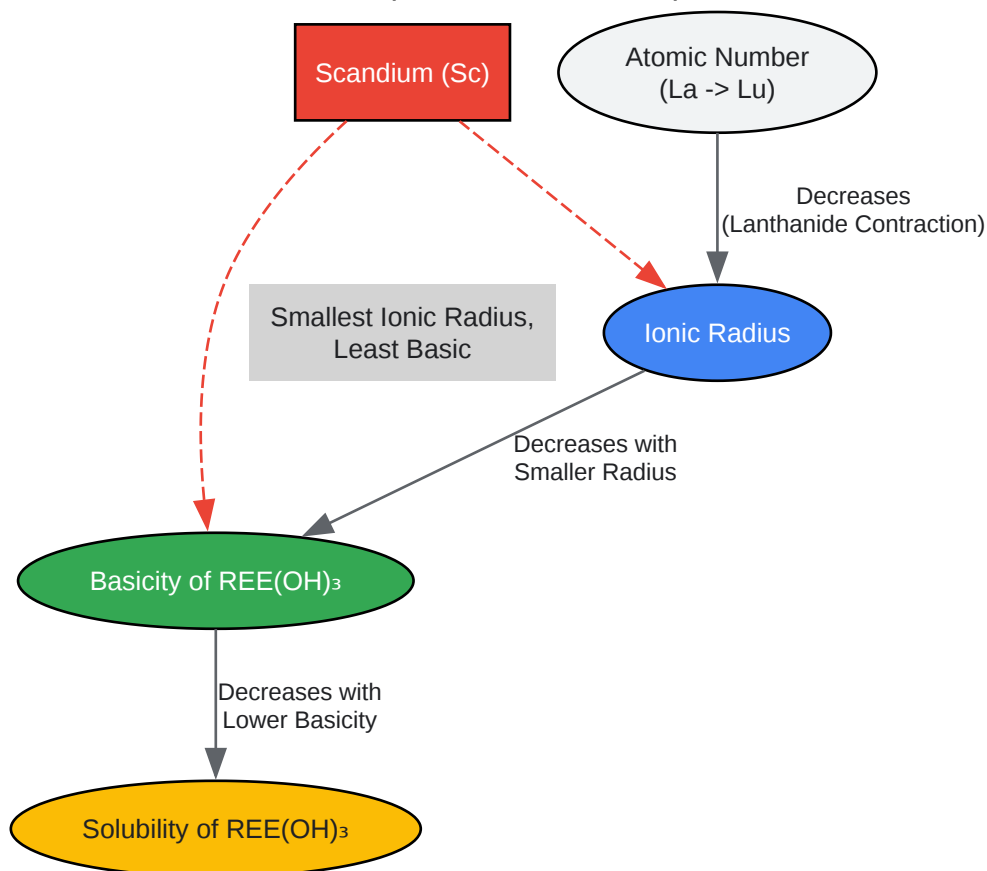 Scandium (Sc)
Atomic Number
(La -> Lu)
Decreases
(Lanthanide Contraction)
Smallest Ionic Radius,
Least Basic
Ionic Radius
Decreases with
Smaller Radius
Basicity of REE(OH)₃
Decreases with
Lower Basicity
Solubility of REE(OH)₃